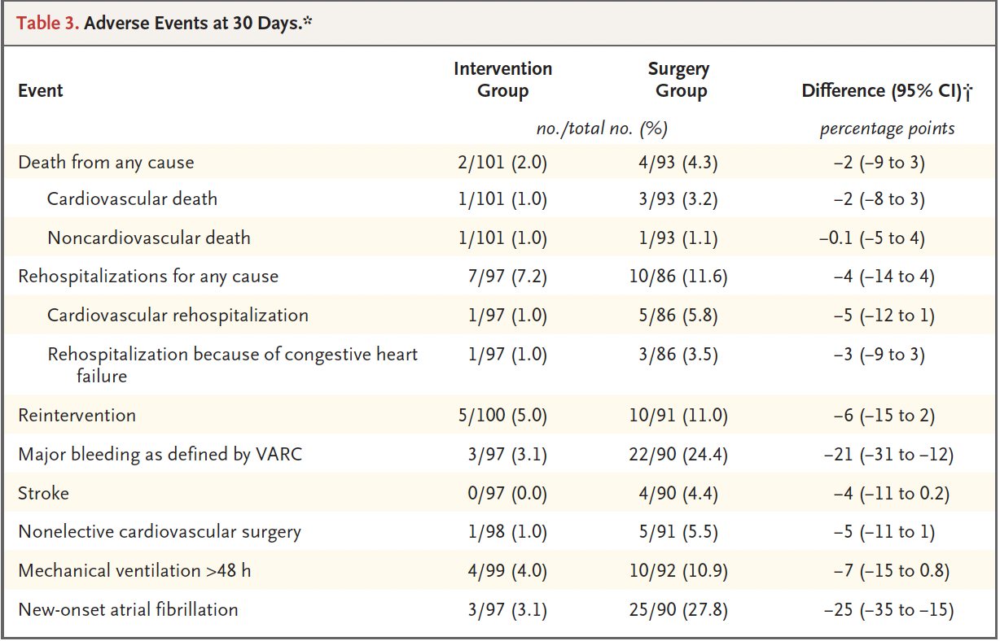 Table 3. Adverse Events at 30 Days.*
Event Intervention Group Surgery Group Difference (95% CI)†
no./total no. (%) percentage points
Death from any cause 2/101 (2.0) 4/93 (4.3) –2 (–9 to 3)
Cardiovascular death 1/101 (1.0) 3/93 (3.2) –2 (–8 to 3)
Noncardiovascular death 1/101 (1.0) 1/93 (1.1) –0.1 (–5 to 4)
Rehospitalizations for any cause 7/97 (7.2) 10/86 (11.6) –4 (–14 to 4)
Cardiovascular rehospitalization 1/97 (1.0) 5/86 (5.8) –5 (–12 to 1)
Rehospitalization because of congestive heart 1/97 (1.0) 3/86 (3.5) –3 (–9 to 3)
failure
Reintervention 5/100 (5.0) 10/91 (11.0) –6 (–15 to 2)
Major bleeding as defined by VARC 3/97 (3.1) 22/90 (24.4) –21 (–31 to –12)
Stroke 0/97 (0.0) 4/90 (4.4) –4 (–11 to 0.2)
Nonelective cardiovascular surgery 1/98 (1.0) 5/91 (5.5) –5 (–11 to 1)
Mechanical ventilation >48 h 4/99 (4.0) 10/92 (10.9) –7 (–15 to 0.8)
New-onset atrial fibrillation 3/97 (3.1) 25/90 (27.8) –25 (–35 to –15)